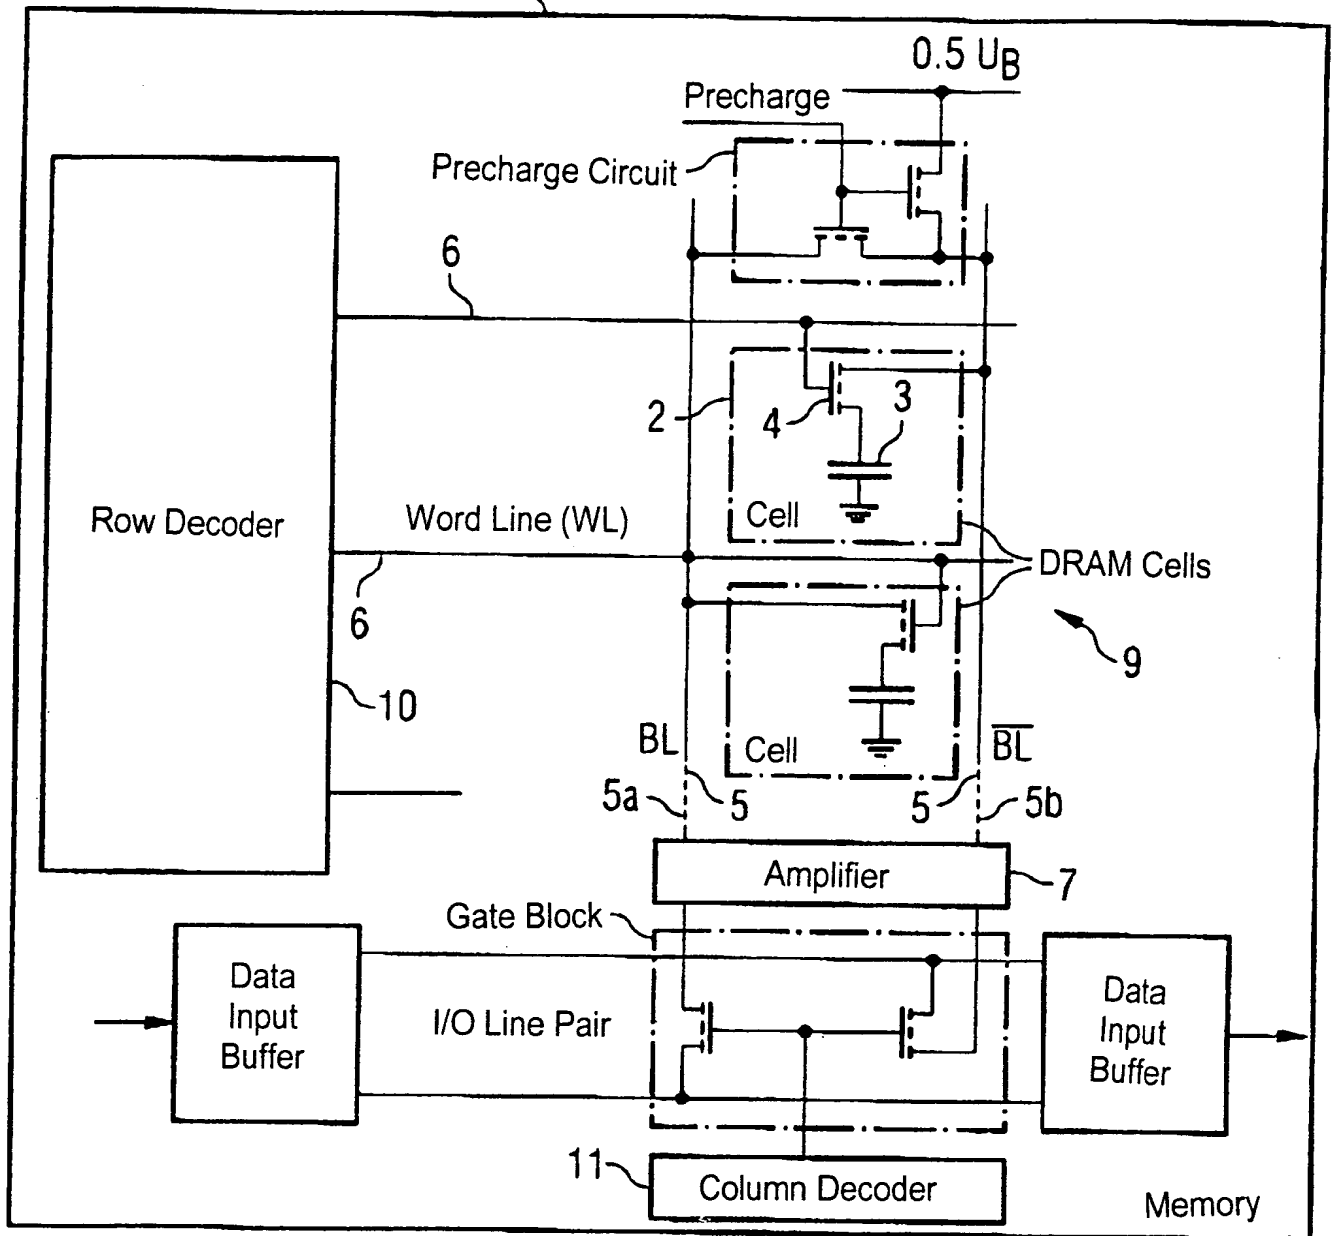 0.5 UB
Precharge
Precharge Circuit
6
2
4
3
Cell
Row Decoder
Word Line (WL)
DRAM Cells
6
9
10
BL
Cell
B̅L̅
5a
5
5
5b
Amplifier
7
Gate Block
Data
Input
Buffer
I/O Line Pair
Data
Input
Buffer
11
Column Decoder
Memory